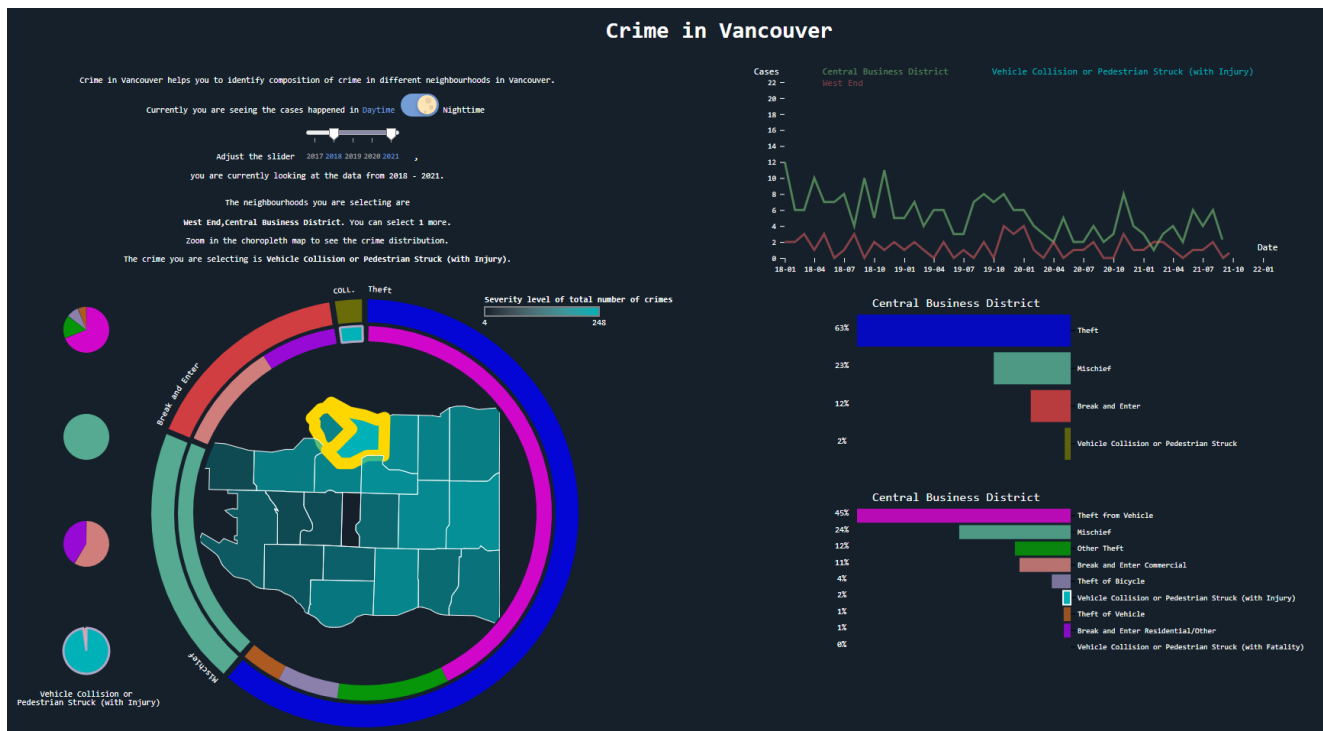 Crime in Vancouver
Crime in Vancouver helps you to identify composition of crime in different neighbourhoods in Vancouver.
Currently you are seeing the cases happened in Daytime Nighttime
Adjust the slider 2017 2018 2019 2020 2021 ,
you are currently looking at the data from 2018 - 2021.
The neighbourhoods you are selecting are
West End,Central Business District. You can select 1 more.
Zoom in the choropleth map to see the crime distribution.
The crime you are selecting is Vehicle Collision or Pedestrian Struck (with Injury).
Cases
Central Business District
West End
Vehicle Collision or Pedestrian Struck (with Injury)
22
20
18
16
14
12
10
8
6
4
2
0
Date
18-01 18-04 18-07 18-10 19-01 19-04 19-07 19-10 20-01 20-04 20-07 20-10 21-01 21-04 21-07 21-10 22-01
COLL. Theft
Break and Enter
Mischief
Severity level of total number of crimes
4 248
Vehicle Collision or
Pedestrian Struck (with Injury)
Central Business District
63% Theft
23% Mischief
12% Break and Enter
2% Vehicle Collision or Pedestrian Struck
Central Business District
45% Theft from Vehicle
24% Mischief
12% Other Theft
11% Break and Enter Commercial
4% Theft of Bicycle
2% Vehicle Collision or Pedestrian Struck (with Injury)
1% Theft of Vehicle
1% Break and Enter Residential/Other
0% Vehicle Collision or Pedestrian Struck (with Fatality)